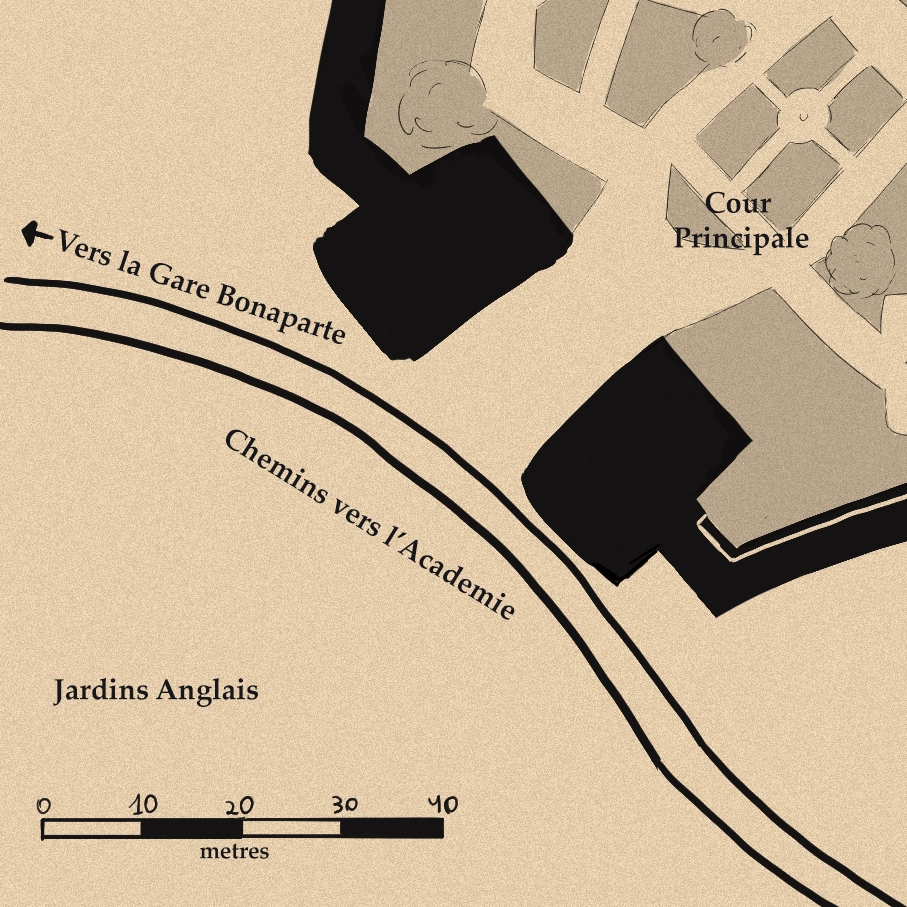 Cour
Principale
Vers la Gare Bonaparte
Chemins vers l'Academie
Jardins Anglais
0 10 20 30 40
metres